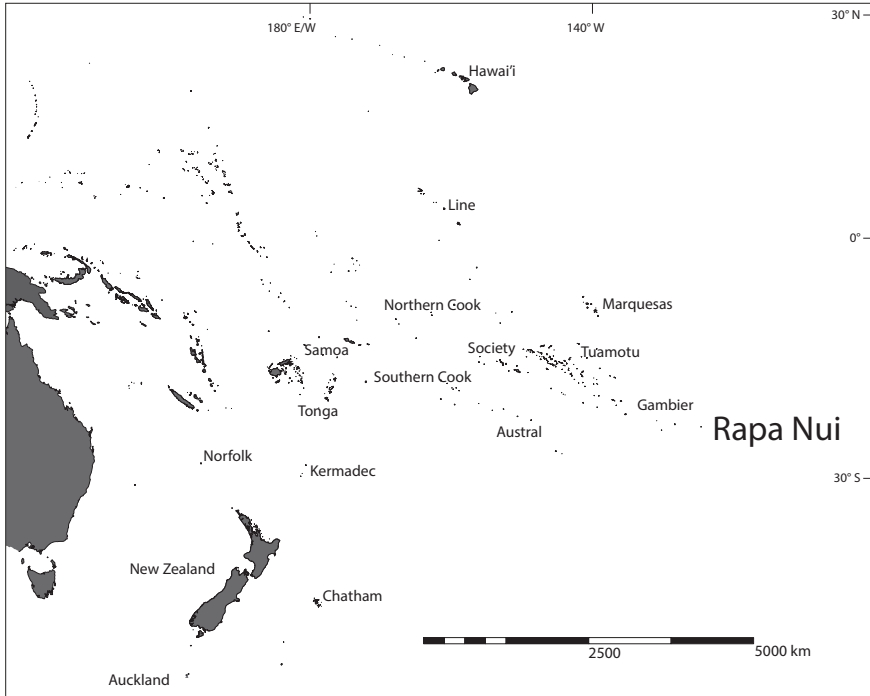 180° E/W
140° W
30° N
Hawai'i
Line
0°
Northern Cook
Marquesas
Samoa
Society
Tuamotu
Southern Cook
Tonga
Gambier
Rapa Nui
Austral
Norfolk
Kermadec
30° S
New Zealand
Chatham
2500
5000 km
Auckland